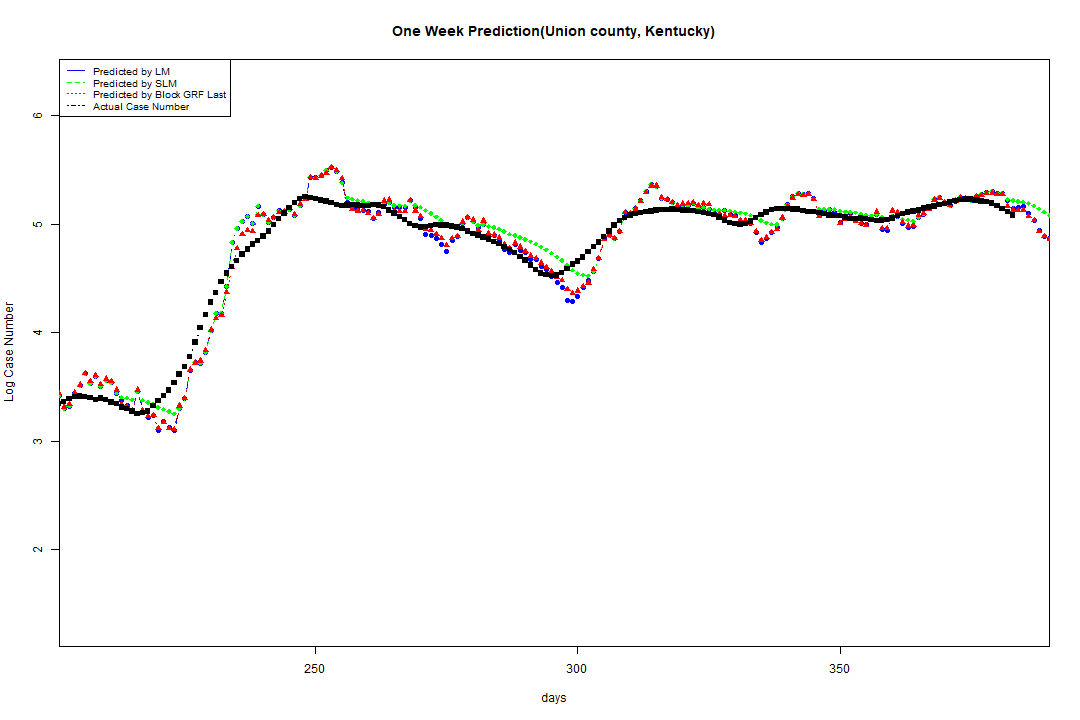 One Week Prediction(Union county, Kentucky)
Predicted by LM
Predicted by SLM
Predicted by Block GRF Last
Actual Case Number
6
5
4
3
2
Log Case Number
250
300
350
days